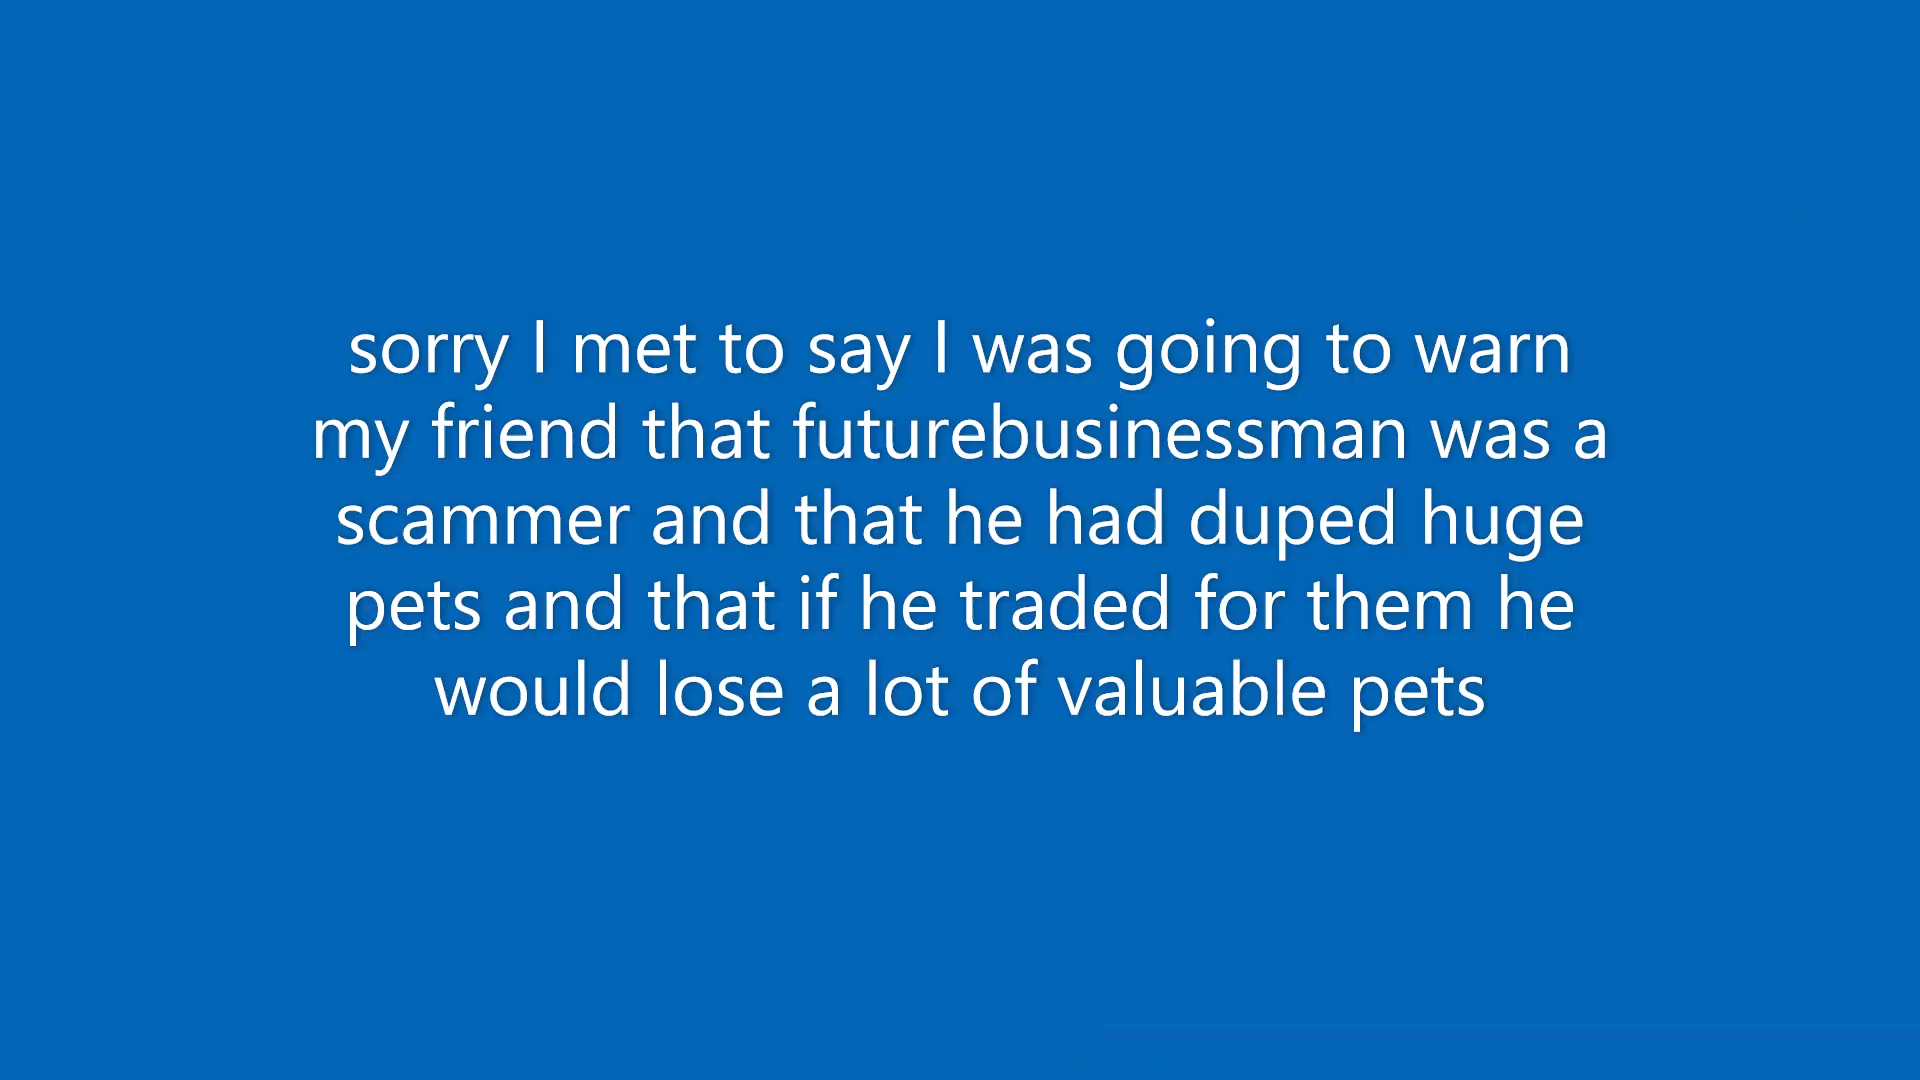 sorry I met to say I was going to warn
my friend that futurebusinessman was a
scammer and that he had duped huge
pets and that if he traded for them he
would lose a lot of valuable pets